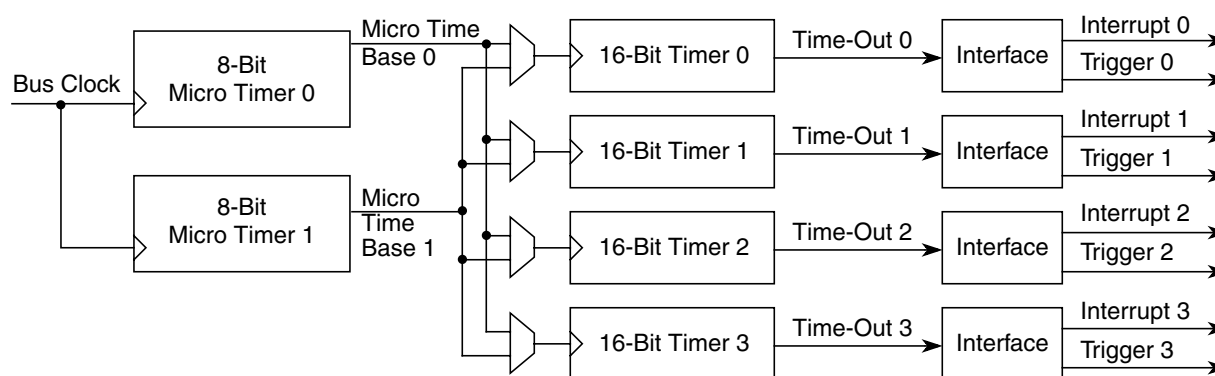 Bus Clock
8-Bit
Micro Timer 0
8-Bit
Micro Timer 1
Micro Time
Base 0
Micro
Time
Base 1
16-Bit Timer 0
Time-Out 0
Interface
Interrupt 0
Trigger 0
16-Bit Timer 1
Time-Out 1
Interface
Interrupt 1
Trigger 1
16-Bit Timer 2
Time-Out 2
Interface
Interrupt 2
Trigger 2
16-Bit Timer 3
Time-Out 3
Interface
Interrupt 3
Trigger 3